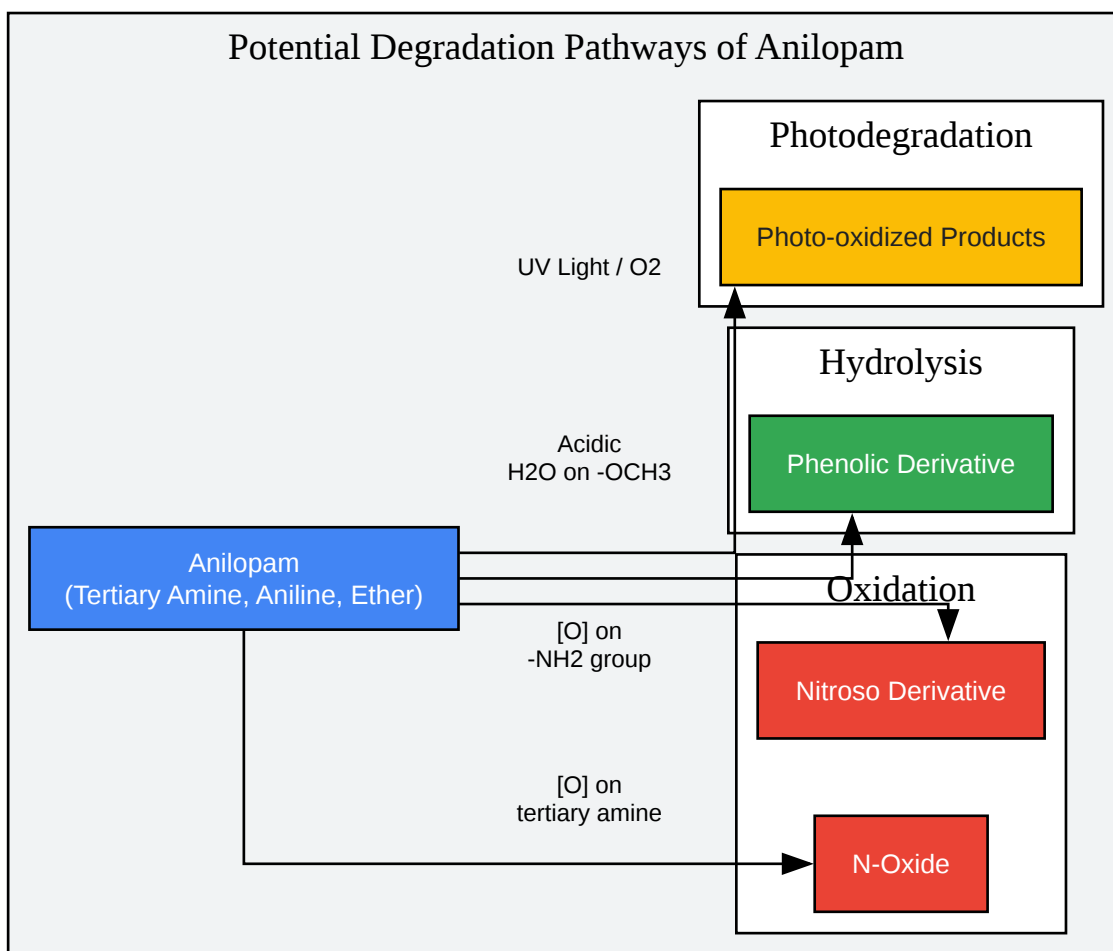 Potential Degradation Pathways of Anilopam
Photodegradation
Photo-oxidized Products
UV Light / O2
Hydrolysis
Acidic
H2O on -OCH3
Phenolic Derivative
Anilopam
(Tertiary Amine, Aniline, Ether)
Oxidation
[O] on
-NH2 group
Nitroso Derivative
[O] on
tertiary amine
N-Oxide